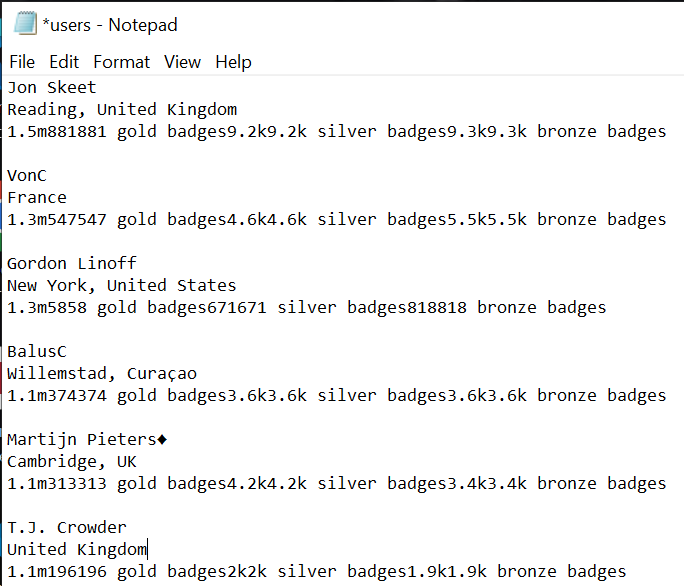 *users - Notepad
File Edit Format View Help
Jon Skeet
Reading, United Kingdom
1.5m881881 gold badges9.2k9.2k silver badges9.3k9.3k bronze badges
VonC
France
1.3m547547 gold badges4.6k4.6k silver badges5.5k5.5k bronze badges
Gordon Linoff
New York, United States
1.3m5858 gold badges671671 silver badges818818 bronze badges
BalusC
Willemstad, Curaçao
1.1m374374 gold badges3.6k3.6k silver badges3.6k3.6k bronze badges
Martijn Pieters♦
Cambridge, UK
1.1m313313 gold badges4.2k4.2k silver badges3.4k3.4k bronze badges
T.J. Crowder
United Kingdom
1.1m196196 gold badges2k2k silver badges1.9k1.9k bronze badges